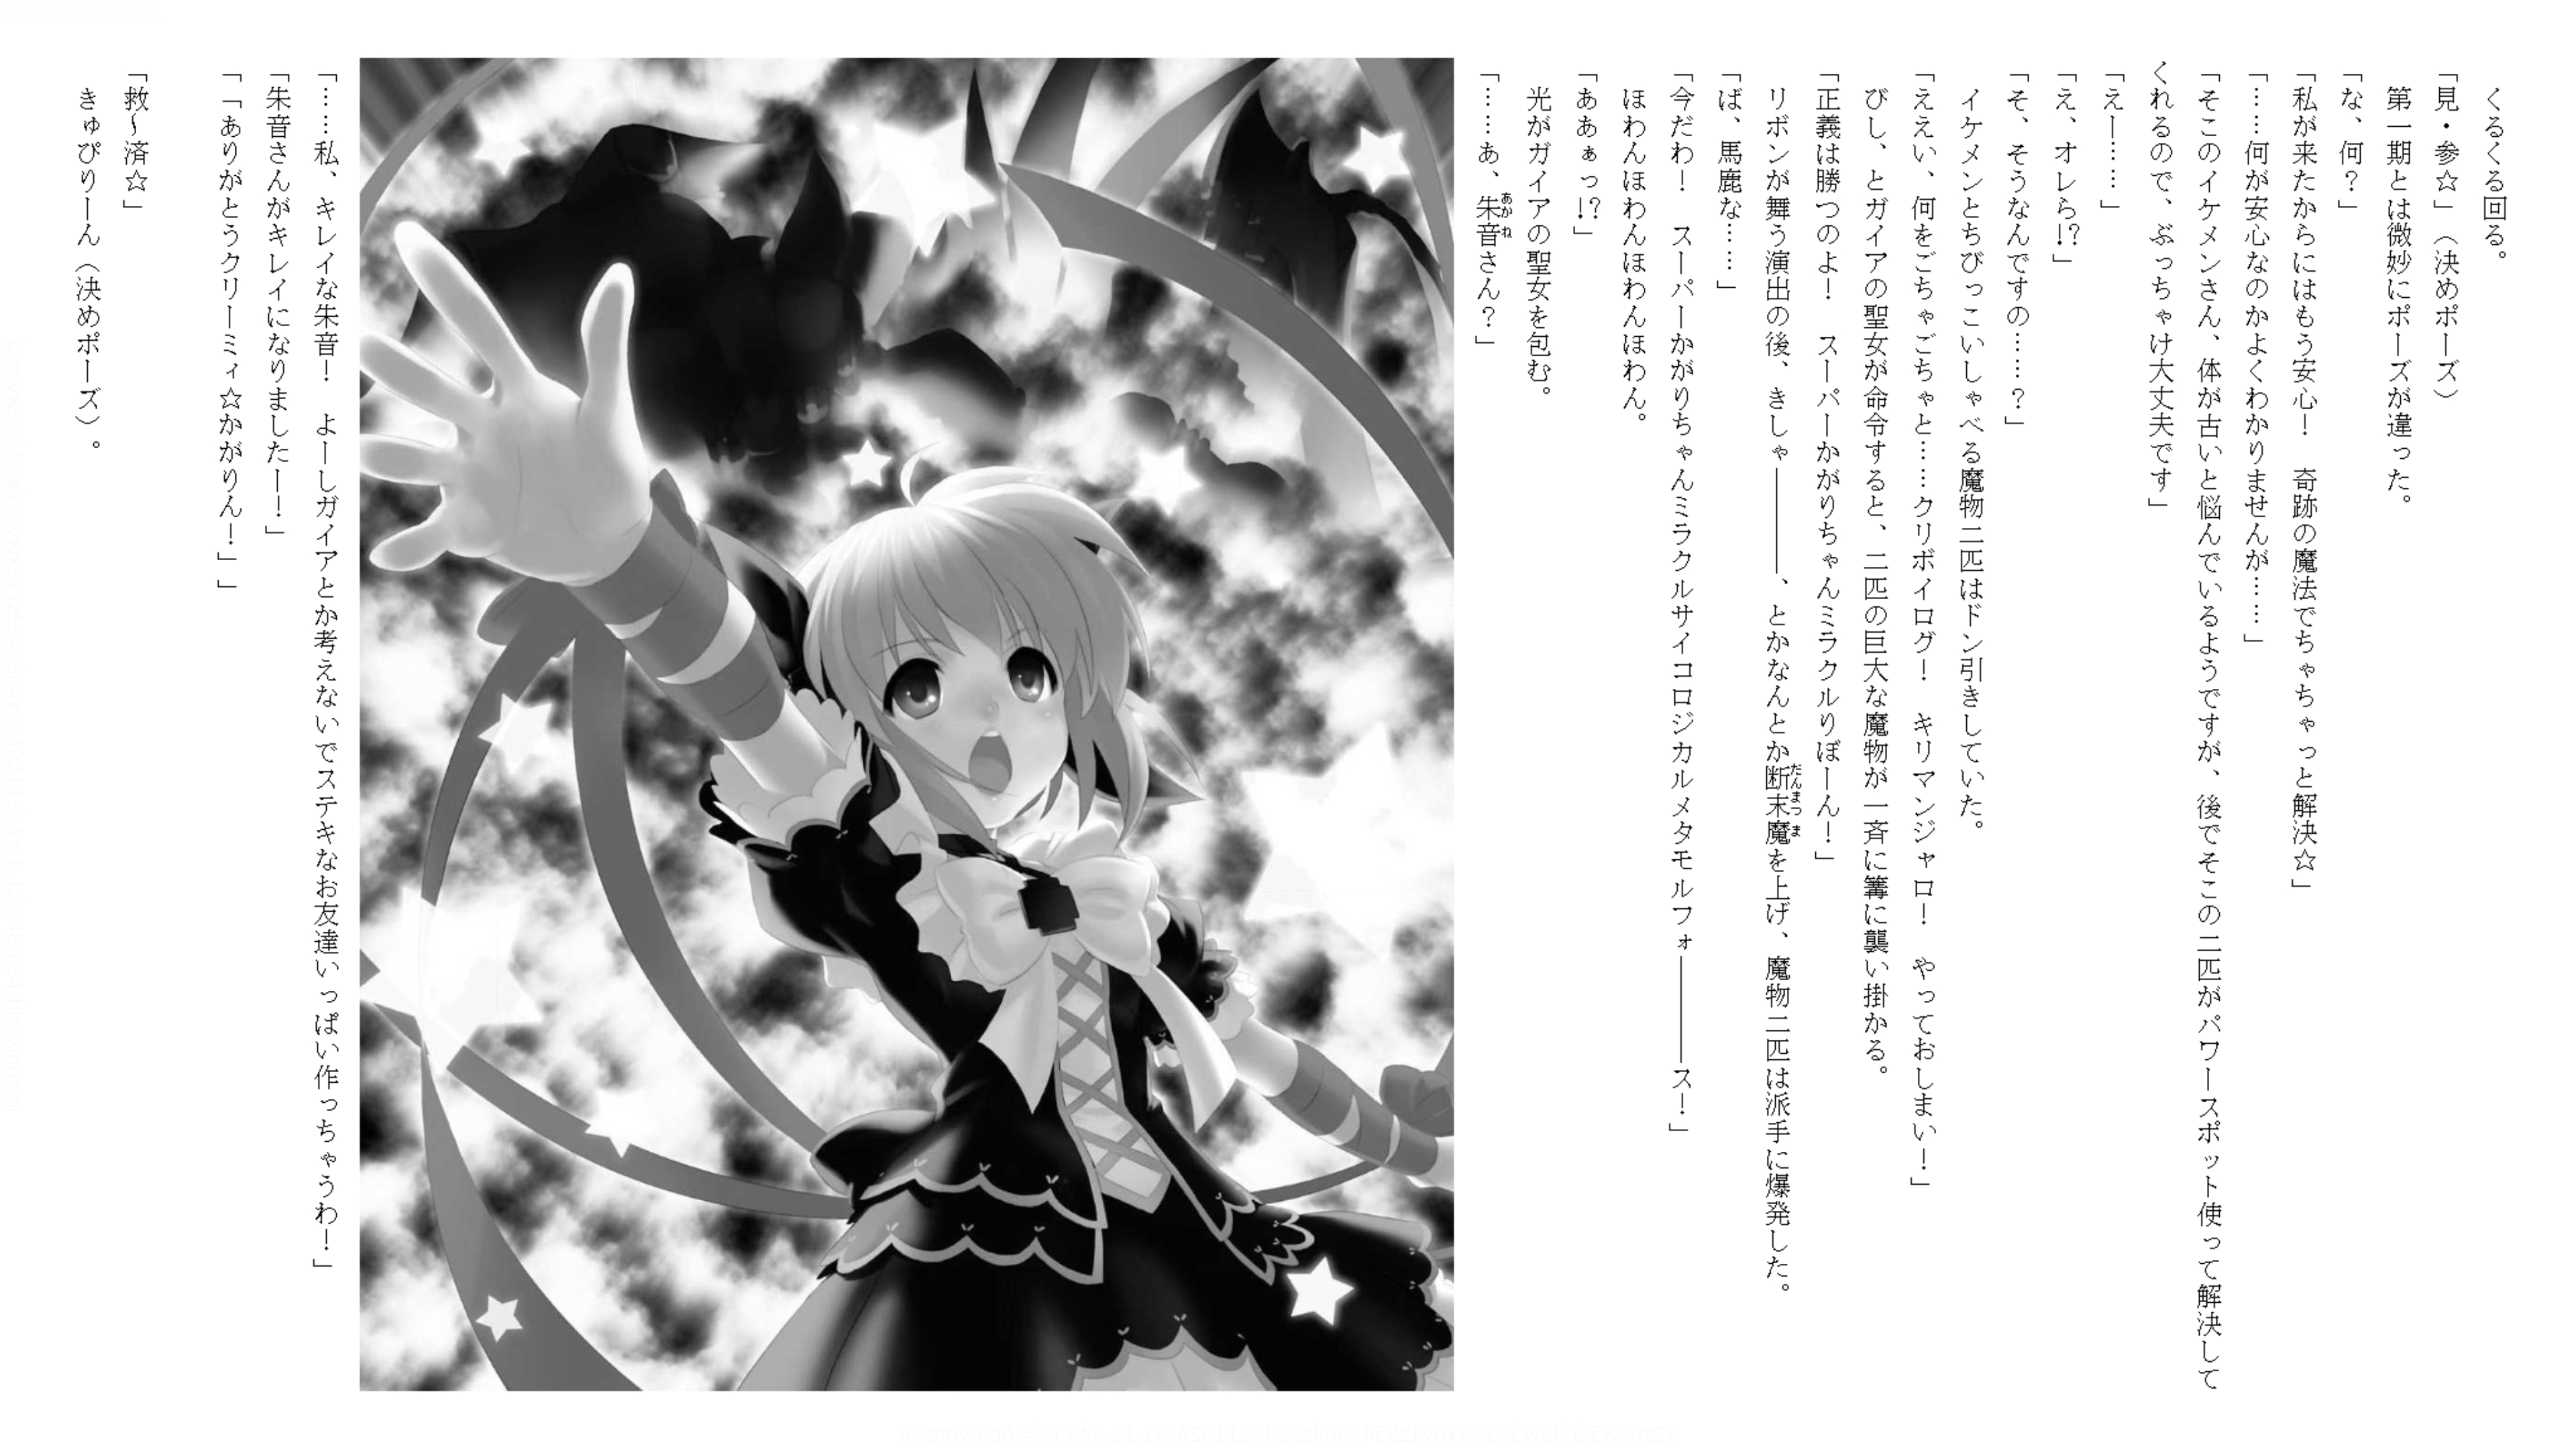 くるくる回る。
「見・参☆」（決めポーズ）
第一期とは微妙にポーズが違った。
「な、何？」
「私が来たからにはもう安心！　奇跡の魔法でちゃちゃっと解決☆」
「……何が安心なのかよくわかりませんが……」
「そこのイケメンさん、体が古いと悩んでいるようですが、後でそこの二匹がパワースポット使って解決して
くれるので、ぶっちゃけ大丈夫です」
「えー……」
「え、オレら!?」
「そ、そうなんですの……？」
イケメンとちびっこいしゃべる魔物二匹はドン引きしていた。
「ええい、何をごちゃごちゃと……クリボイログ！　キリマンジャロ！　やっておしまい！」
びし、とガイアの聖女が命令すると、二匹の巨大な魔物が一斉に篝に襲い掛かる。
「正義は勝つのよ！　スーパーかがりちゃんミラクルりぼーん！」
リボンが舞う演出の後、きしゃ――――、とかなんとか断末魔を上げ、魔物二匹は派手に爆発した。
「ば、馬鹿な……」
「今だわ！　スーパーかがりちゃんミラクルサイコロジカルメタモルフォ――――ス！」
ほわんほわんほわんほわん。
「ああぁっ!?」
光がガイアの聖女を包む。
「……あ、朱音さん？」
「……私、キレイな朱音！　よーしガイアとか考えないでステキなお友達いっぱい作っちゃうわ！」
「朱音さんがキレイになりましたー！」
「「ありがとうクリーミィ☆かがりん！」」
「救～済☆」
きゅぴりーん（決めポーズ）。